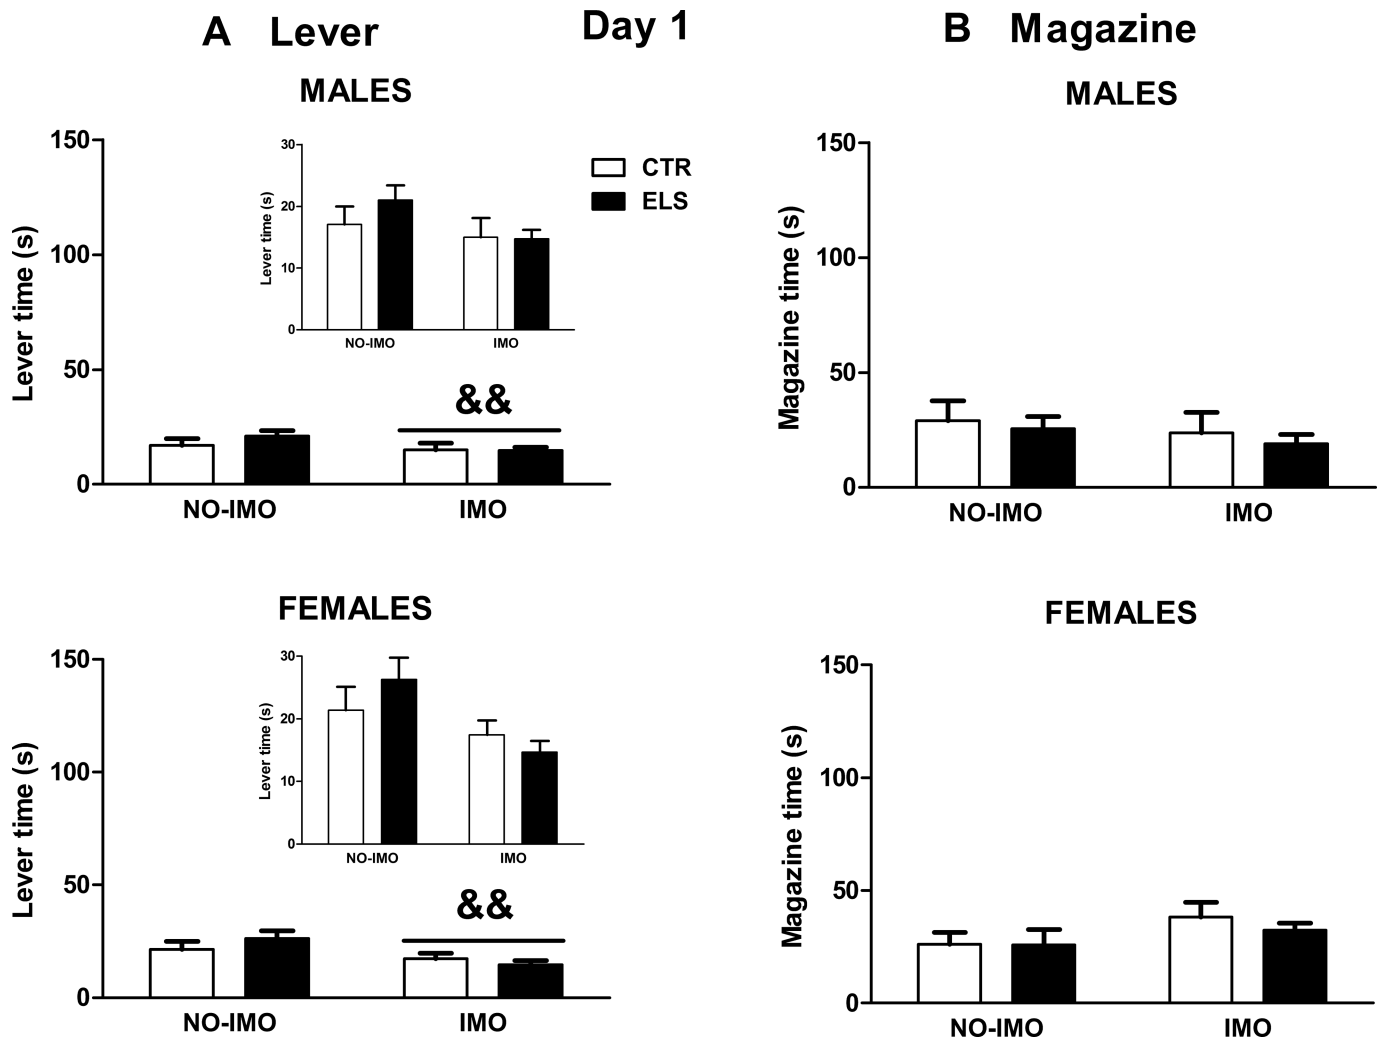 A Lever
Day 1
B Magazine
MALES
150
100
50
0
Lever time (s)
NO-IMO
IMO
&&
30
20
10
0
Lever time (s)
NO-IMO
IMO
CTR
ELS
MALES
150
100
50
0
Magazine time (s)
NO-IMO
IMO
FEMALES
150
100
50
0
Lever time (s)
NO-IMO
IMO
&&
30
20
10
0
Lever time (s)
NO-IMO
IMO
FEMALES
150
100
50
0
Magazine time (s)
NO-IMO
IMO